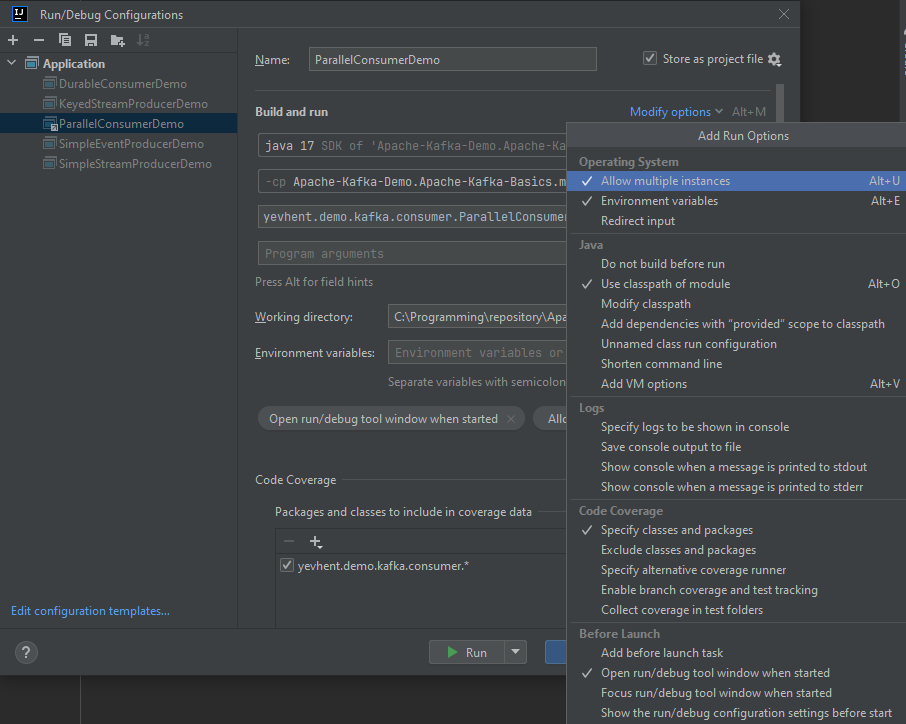 IJ Run/Debug Configurations
Application
DurableConsumerDemo
KeyedStreamProducerDemo
ParallelConsumerDemo
SimpleEventProducerDemo
SimpleStreamProducerDemo
Edit configuration templates...
Name: ParallelConsumerDemo
Store as project file
Build and run
Modify options Alt+M
java 17 SDK of 'Apache-Kafka-Demo.Apache-Ka
-cp Apache-Kafka-Demo.Apache-Kafka-Basics.m
yevhent.demo.kafka.consumer.ParallelConsumer
Program arguments
Press Alt for field hints
Working directory: C:\Programming\repository\Apa
Environment variables: Environment variables or
Separate variables with semicolon
Open run/debug tool window when started
Allo
Code Coverage
Packages and classes to include in coverage data
yevhent.demo.kafka.consumer.*
? Run
Add Run Options
Operating System
Allow multiple instances Alt+U
Environment variables Alt+E
Redirect input
Java
Do not build before run
Use classpath of module Alt+O
Modify classpath
Add dependencies with “provided” scope to classpath
Unnamed class run configuration
Shorten command line
Add VM options Alt+V
Logs
Specify logs to be shown in console
Save console output to file
Show console when a message is printed to stdout
Show console when a message is printed to stderr
Code Coverage
Specify classes and packages
Exclude classes and packages
Specify alternative coverage runner
Enable branch coverage and test tracking
Collect coverage in test folders
Before Launch
Add before launch task
Open run/debug tool window when started
Focus run/debug tool window when started
Show the run/debug configuration settings before start